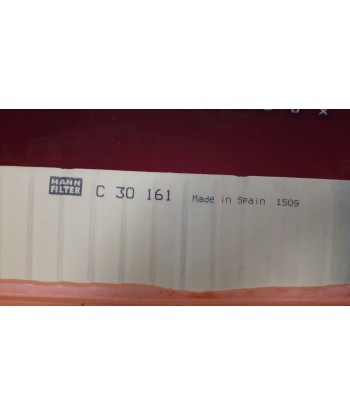 MANN
FILTER
C 30 161 Made in Spain 1509